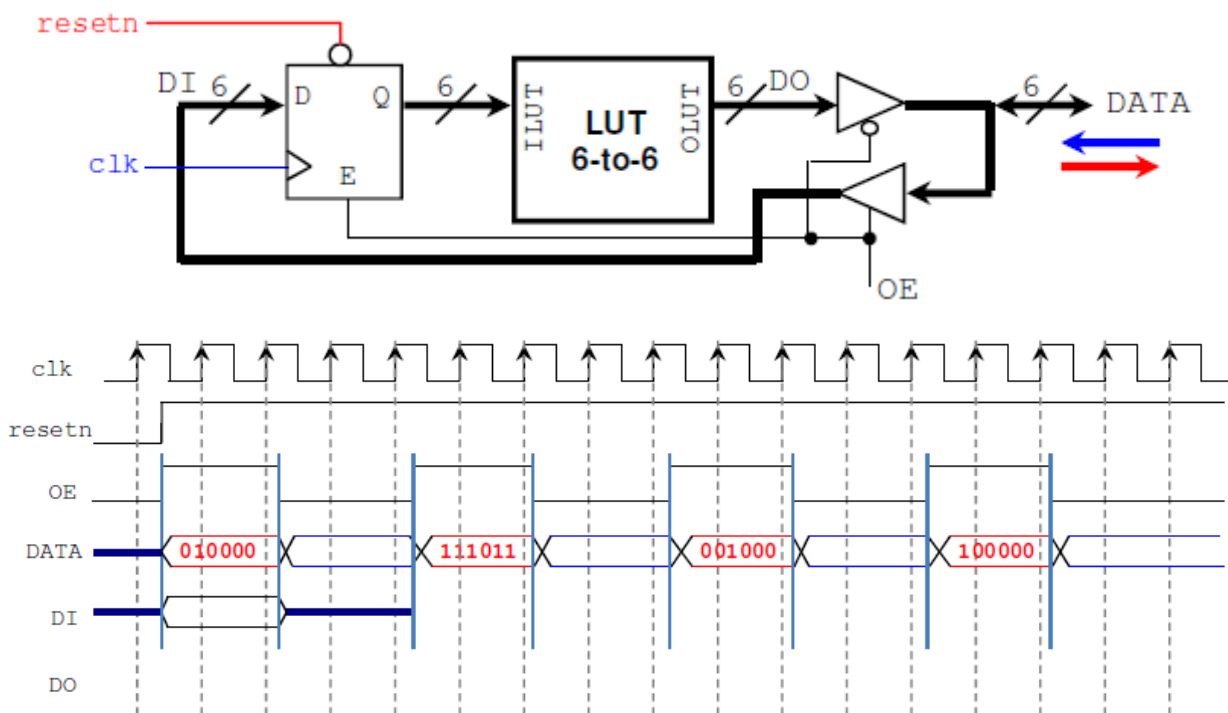 resetn
DI 6 D Q 6 ILUT LUT 6-to-6 OLUT 6 DO 6 DATA
clk E
OE
clk
resetn
OE
DATA 010000 111011 001000 100000
DI
DO